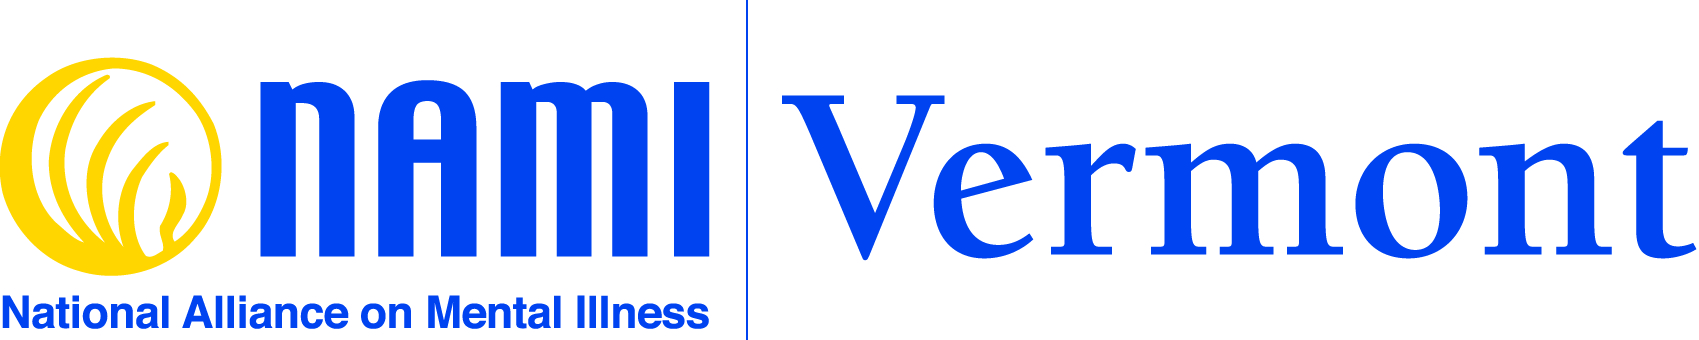 NAMI
National Alliance on Mental Illness
Vermont